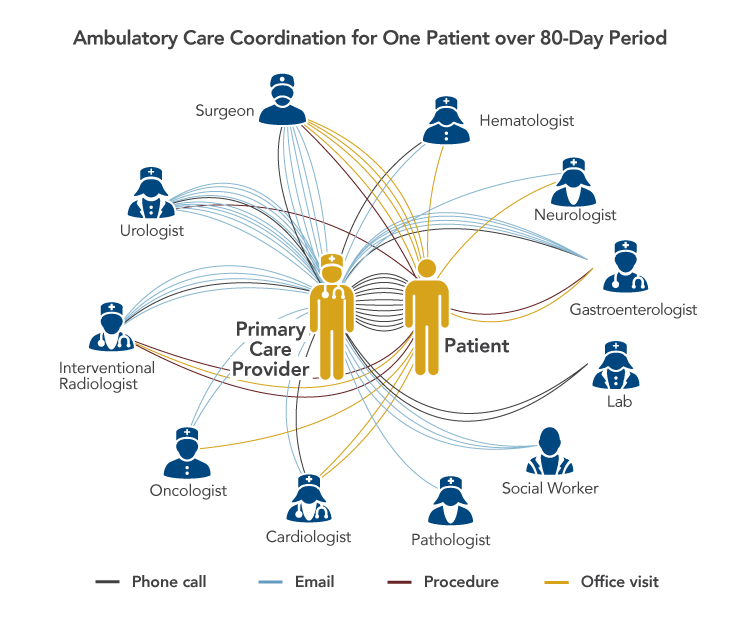 Ambulatory Care Coordination for One Patient over 80-Day Period
Surgeon
Hematologist
Urologist
Neurologist
Gastroenterologist
Primary
Care
Provider
Patient
Interventional
Radiologist
Lab
Oncologist
Social Worker
Cardiologist
Pathologist
Phone call
Email
Procedure
Office visit